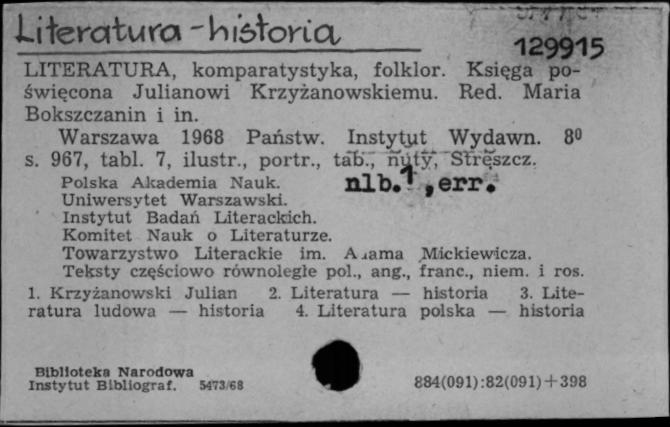 Literatura - historia
129915
LITERATURA, komparatystyka, folklor. Księga po-
święcona Julianowi Krzyżanowskiemu. Red. Maria
Bokszczanin i in.
Warszawa 1968 Państw. Instytut Wydawn. 8⁰
s. 967, tabl. 7, ilustr., portr., tab., nuty, Streszcz.
nlb.1, err.
Polska Akademia Nauk.
Uniwersytet Warszawski.
Instytut Badań Literackich.
Komitet Nauk o Literaturze.
Towarzystwo Literackie im. Adama Mickiewicza.
Teksty częściowo równolegle pol., ang., franc., niem. i ros.
1. Krzyżanowski Julian 2. Literatura — historia 3. Lite-
ratura ludowa — historia 4. Literatura polska — historia
Biblioteka Narodowa
Instytut Bibliograf. 5473/68
884(091):82(091)+398